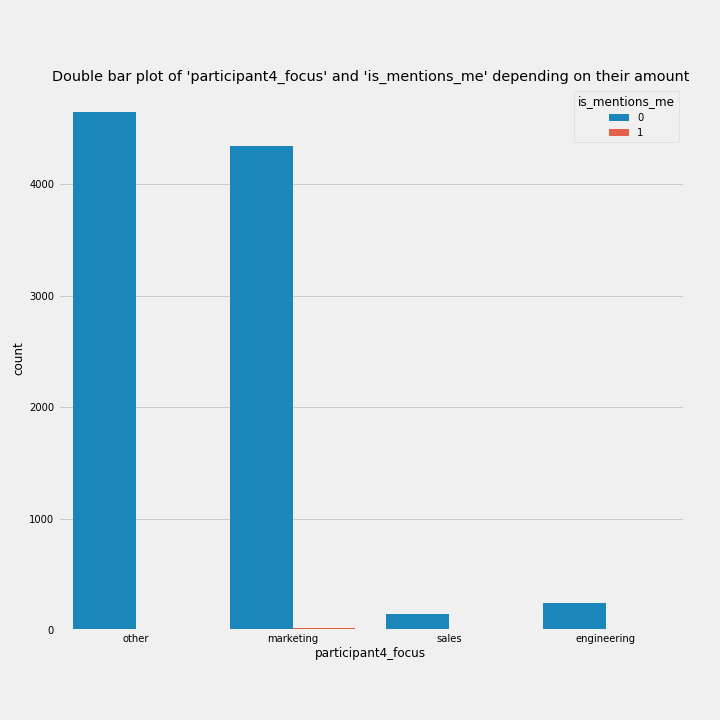 Double bar plot of 'participant4_focus' and 'is_mentions_me' depending on their amount
is_mentions_me
0
1
4000
3000
2000
1000
0
count
other marketing sales engineering
participant4_focus